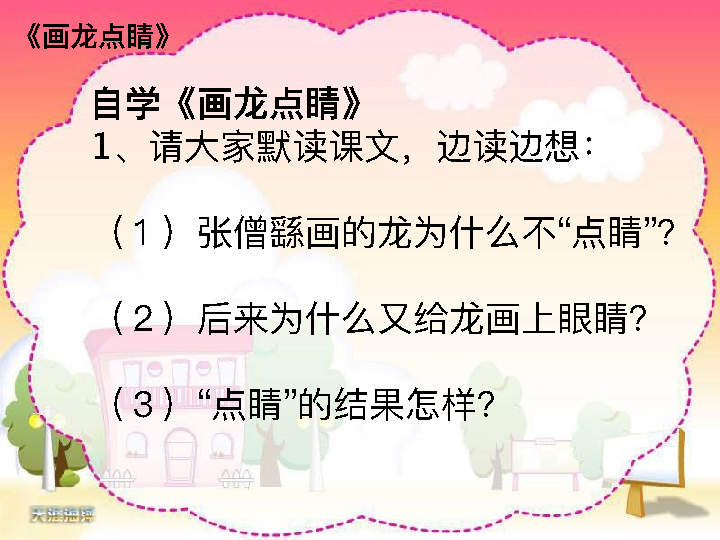 《画龙点睛》
自学《画龙点睛》
1、请大家默读课文，边读边想：
（1）张僧繇画的龙为什么不“点睛”？
（2）后来为什么又给龙画上眼睛？
（3）“点睛”的结果怎样？
天涯海坪